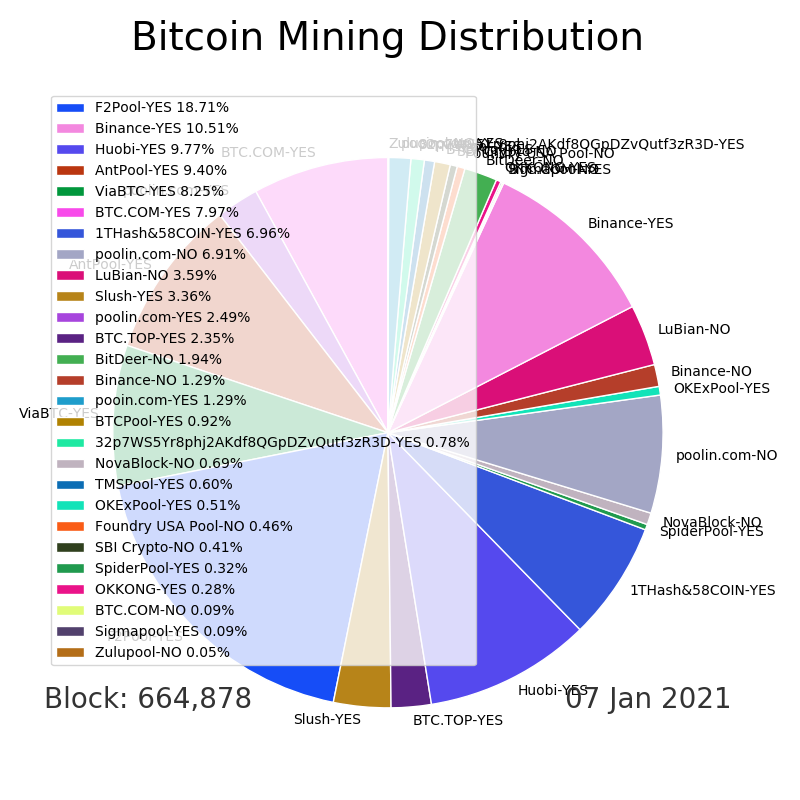 Bitcoin Mining Distribution
F2Pool-YES 18.71%
Binance-YES 10.51%
Huobi-YES 9.77%
AntPool-YES 9.40%
ViaBTC-YES 8.25%
BTC.COM-YES 7.97%
1THash&58COIN-YES 6.96%
poolin.com-NO 6.91%
LuBian-NO 3.59%
Slush-YES 3.36%
poolin.com-YES 2.49%
BTC.TOP-YES 2.35%
BitDeer-NO 1.94%
Binance-NO 1.29%
pooin.com-YES 1.29%
BTCPool-YES 0.92%
32p7WS5Yr8phj2AKdf8QGpDZvQutf3zR3D-YES 0.78%
NovaBlock-NO 0.69%
TMSPool-YES 0.60%
OKExPool-YES 0.51%
Foundry USA Pool-NO 0.46%
SBI Crypto-NO 0.41%
SpiderPool-YES 0.32%
OKKONG-YES 0.28%
BTC.COM-NO 0.09%
Sigmapool-YES 0.09%
Zulupool-NO 0.05%
BTC.COM-YES
AntPool-YES
ViaBTC-YES
F2Pool-YES
Slush-YES
BTC.TOP-YES
Huobi-YES
1THash&58COIN-YES
SpiderPool-YES
NovaBlock-NO
poolin.com-NO
OKExPool-YES
Binance-NO
LuBian-NO
Binance-YES
BitDeer-NO
Block: 664,878
07 Jan 2021